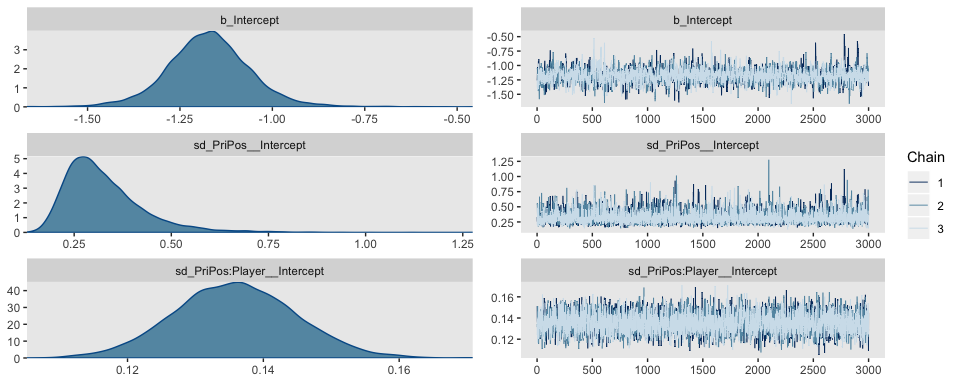 b_Intercept
b_Intercept
3
2
1
0
-1.50 -1.25 -1.00 -0.75 -0.50
-0.50
-0.75
-1.00
-1.25
-1.50
0 500 1000 1500 2000 2500 3000
sd_PriPos__Intercept
sd_PriPos__Intercept
5
4
3
2
1
0
0.25 0.50 0.75 1.00 1.25
1.25
1.00
0.75
0.50
0.25
0 500 1000 1500 2000 2500 3000
sd_PriPos:Player__Intercept
sd_PriPos:Player__Intercept
40
30
20
10
0
0.12 0.14 0.16
0.16
0.14
0.12
0 500 1000 1500 2000 2500 3000
Chain
1
2
3